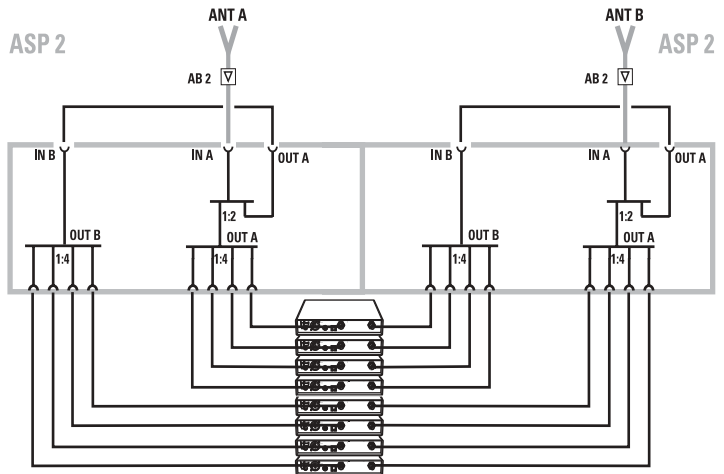 ANT A ANT B
ASP 2 ASP 2
AB 2 AB 2
IN B IN A OUT A IN B IN A OUT A
1:2 1:2
OUT B OUT A OUT B OUT A
1:4 1:4 1:4 1:4